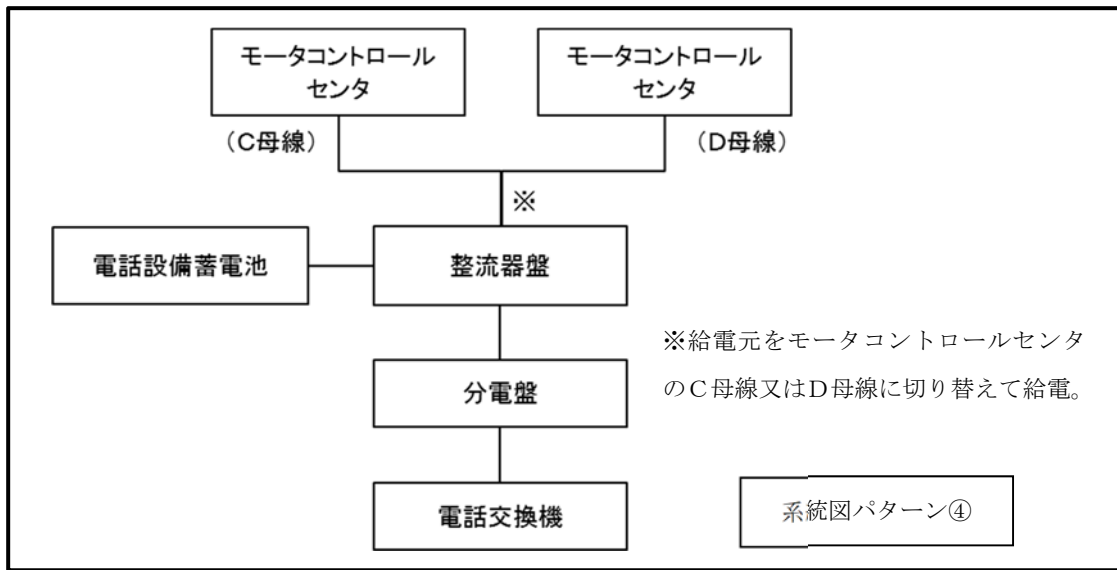 モータコントロール
センタ
モータコントロール
センタ
（C母線）
（D母線）
※
電話設備蓄電池
整流器盤
※給電元をモータコントロールセンタ
のＣ母線又はＤ母線に切り替えて給電。
分電盤
電話交換機
系統図パターン④